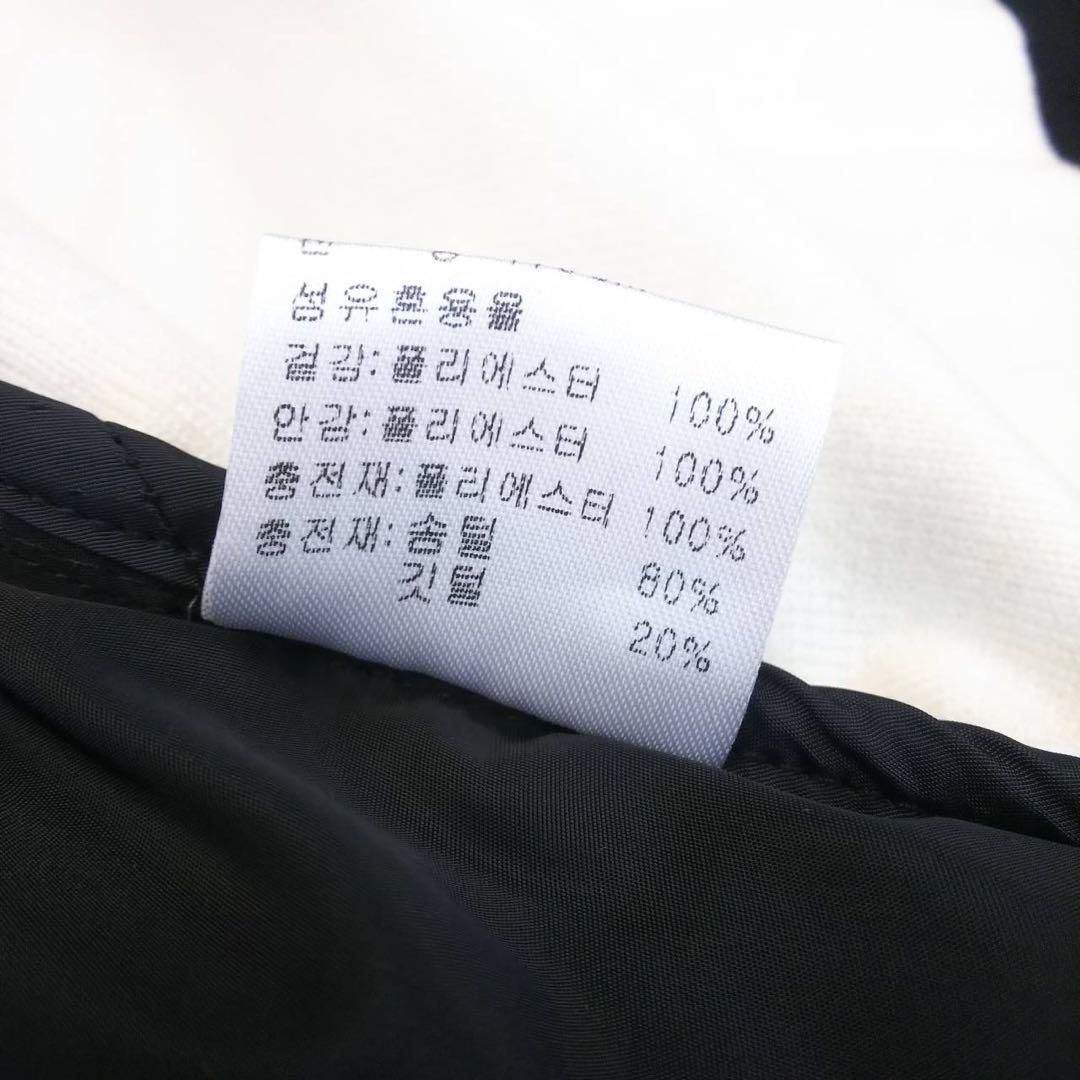 섬유혼용율
겉감:폴리에스터 100%
안감:폴리에스터 100%
충전재:폴리에스터 100%
충전재:솜털 80%
깃털 20%